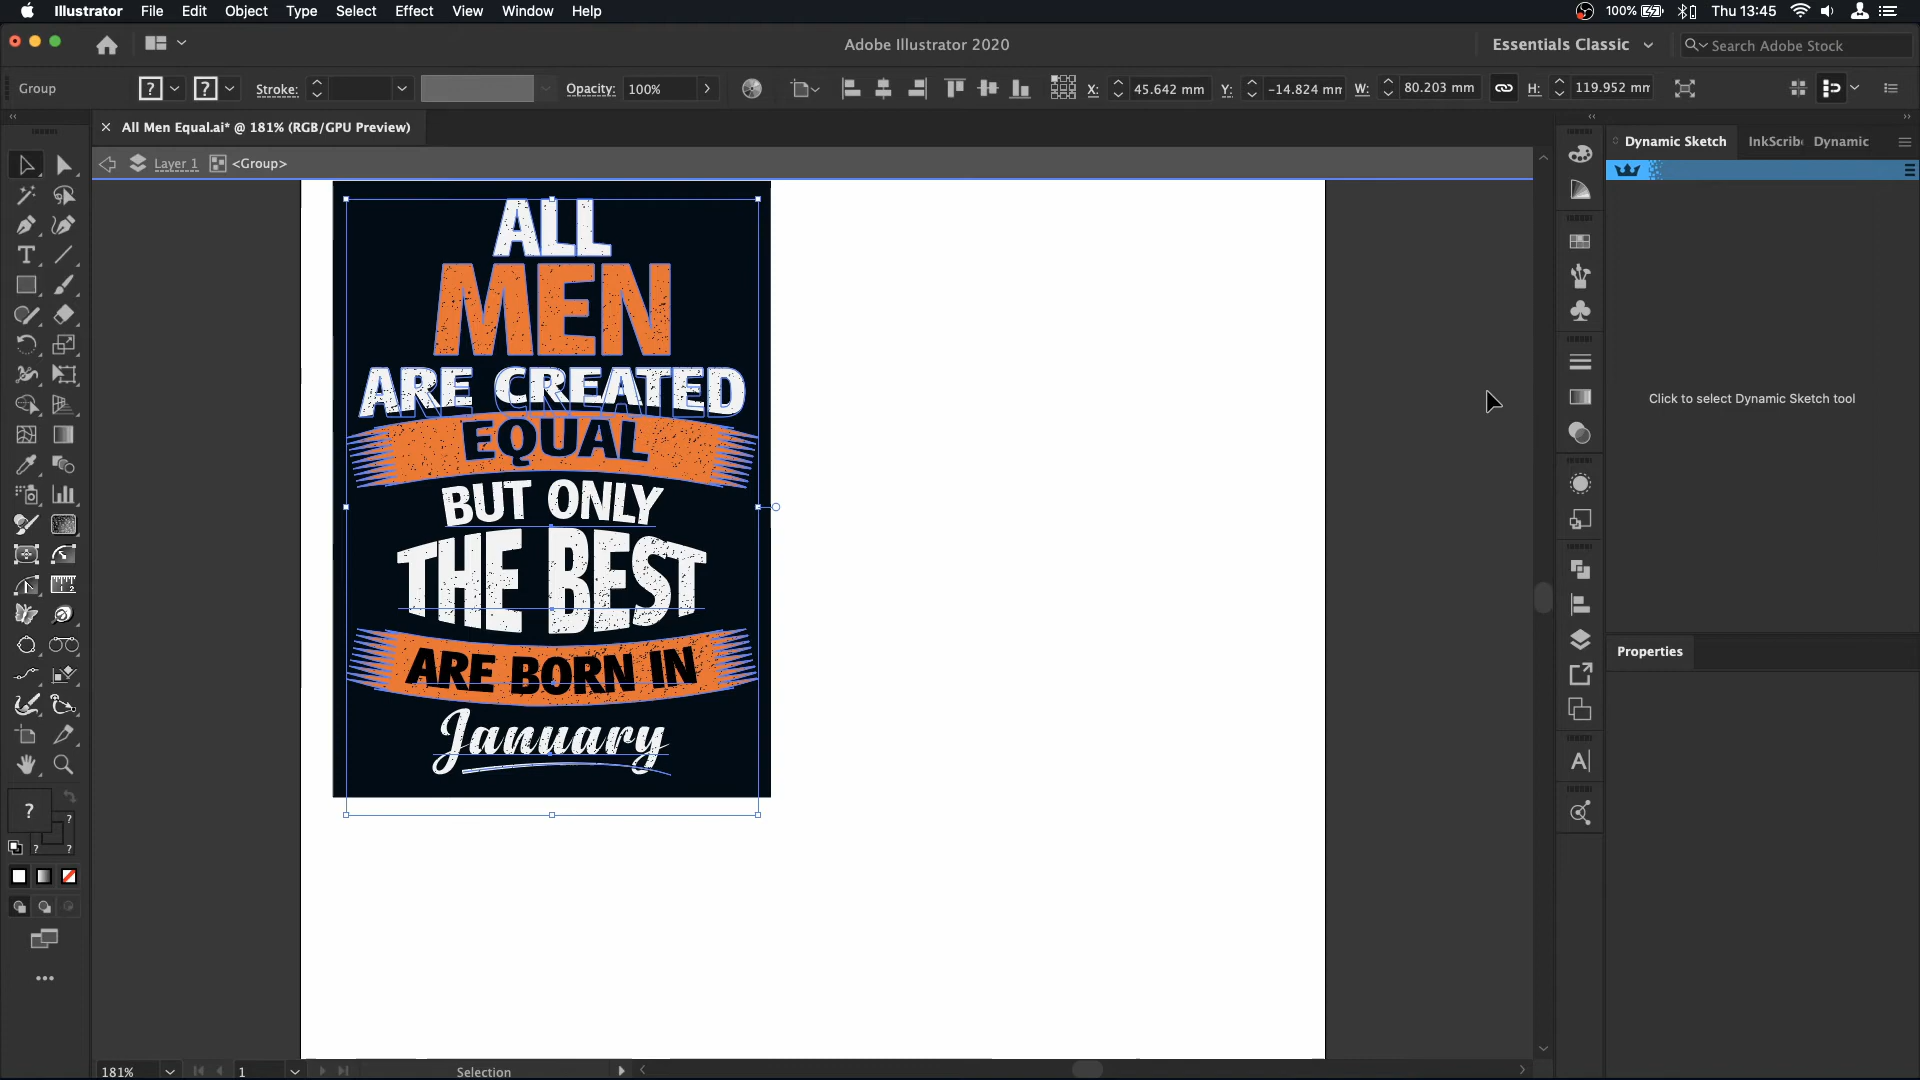 Illustrator File Edit Object Type Select Effect View Window Help 100% Thu 13:45
Adobe Illustrator 2020 Essentials Classic Search Adobe Stock
Group ? ? Stroke: Opacity: 100% X: 45.642 mm Y: -14.824 mm W: 80.203 mm H: 119.952 mm
All Men Equal.ai* @ 181% (RGB/GPU Preview)
Dynamic Sketch InkScribe Dynamic
Layer 1 <Group>
ALL
MEN
ARE CREATED
EQUAL
BUT ONLY
THE BEST
ARE BORN IN
January
Click to select Dynamic Sketch tool
Properties
181% 1 Selection